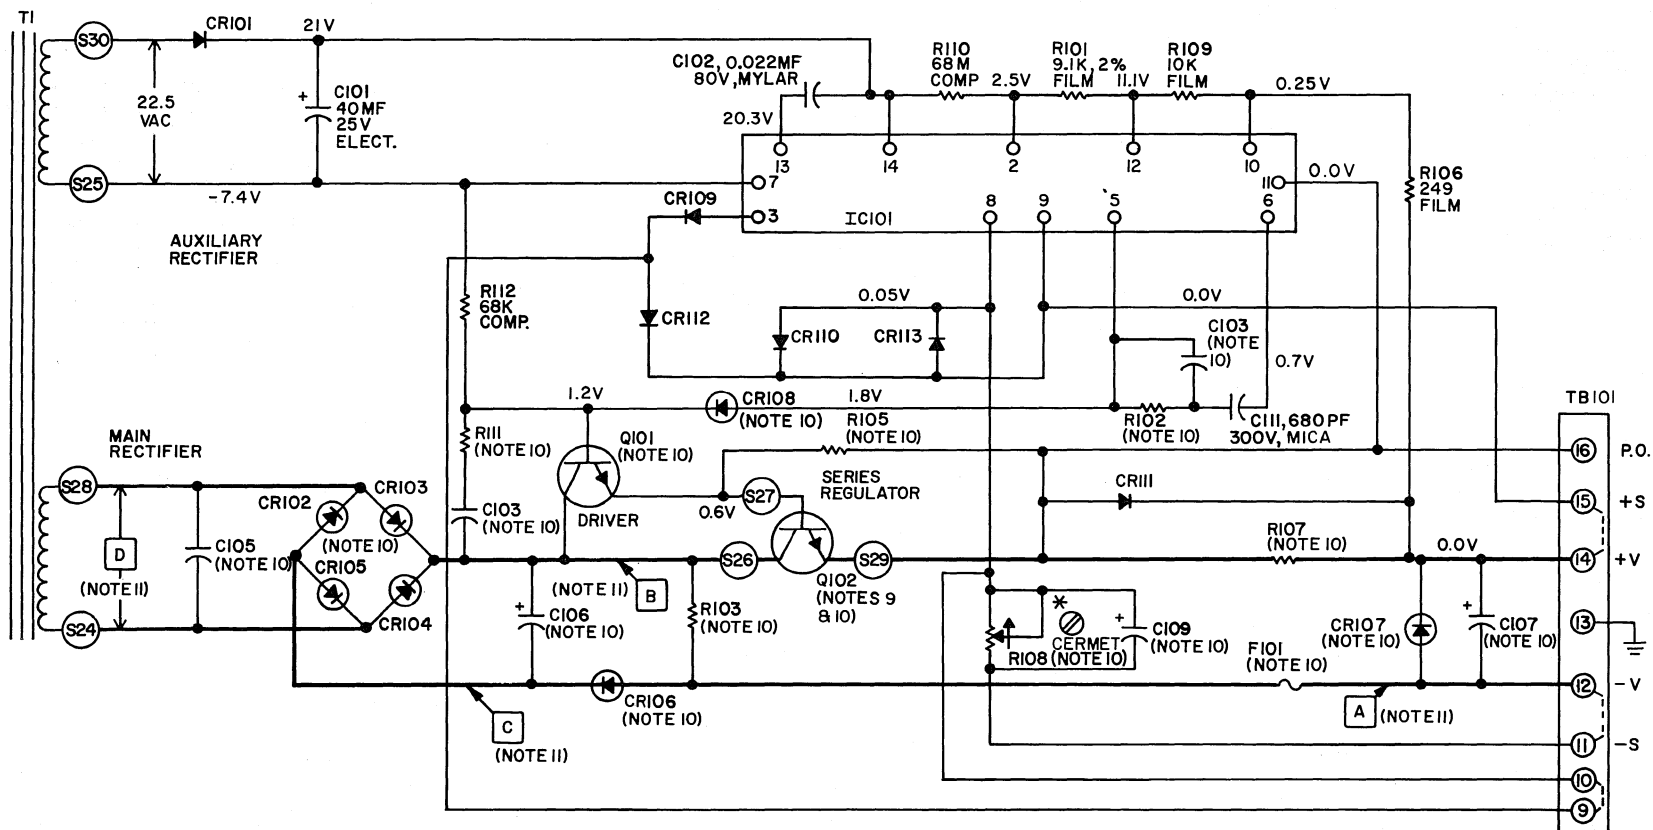 T1
S30
CR101
21V
22.5
VAC
+
C101
40MF
25V
ELECT.
S25
-7.4V
AUXILIARY
RECTIFIER
C102, 0.022MF
80V, MYLAR
20.3V
R110
68M
COMP
2.5V
R101
9.1K, 2%
FILM
11.1V
R109
10K
FILM
0.25V
13
14
2
12
10
7
11
0.0V
3
IC101
8
9
5
6
R106
249
FILM
CR109
R112
68K
COMP.
CR112
0.05V
CR110
CR113
0.0V
C103
(NOTE
10)
0.7V
1.2V
CR108
(NOTE 10)
1.8V
R102
(NOTE 10)
C111, 680PF
300V, MICA
TB101
R111
(NOTE 10)
Q101
(NOTE 10)
DRIVER
R105
(NOTE 10)
SERIES
REGULATOR
S27
0.6V
16 P.O.
CR111
15 +S
MAIN
RECTIFIER
S28
CR102
CR103
(NOTE 10)
C103
(NOTE 10)
D
(NOTE 11)
C105
(NOTE 10)
CR105
CR104
S24
(NOTE 11)
B
S26
S29
Q102
(NOTES 9
& 10)
R107
(NOTE 10)
0.0V
14 +V
+
C106
(NOTE 10)
R103
(NOTE 10)
*
CERMET
R108 (NOTE 10)
+
C109
(NOTE 10)
F101
(NOTE 10)
CR107
(NOTE 10)
+
C107
(NOTE 10)
13
CR106
(NOTE 10)
C
(NOTE 11)
A
(NOTE 11)
12 -V
11 -S
10
9